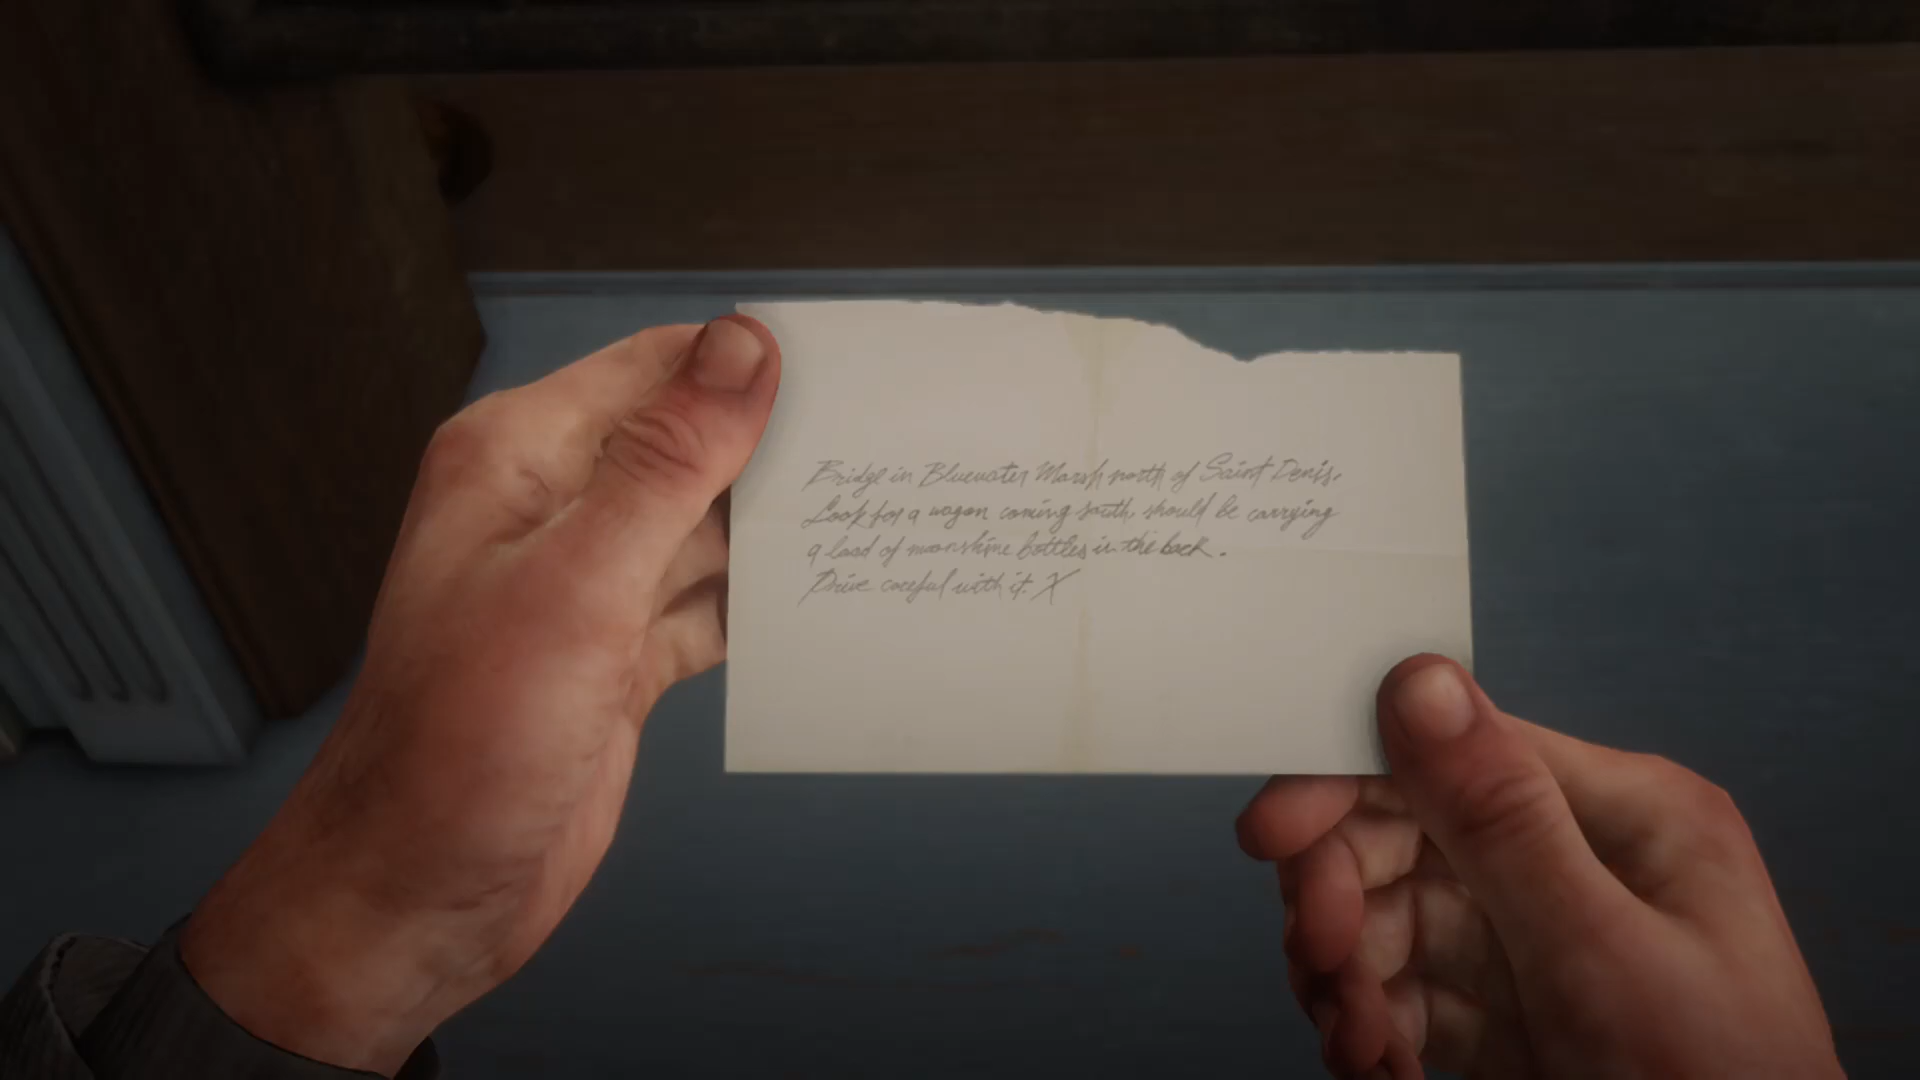 Bridge in Bluewater Marsh north of Saint Denis.
Look for a wagon coming south, should be carrying
a load of moonshine bottles in the back.
Drive careful with it. X